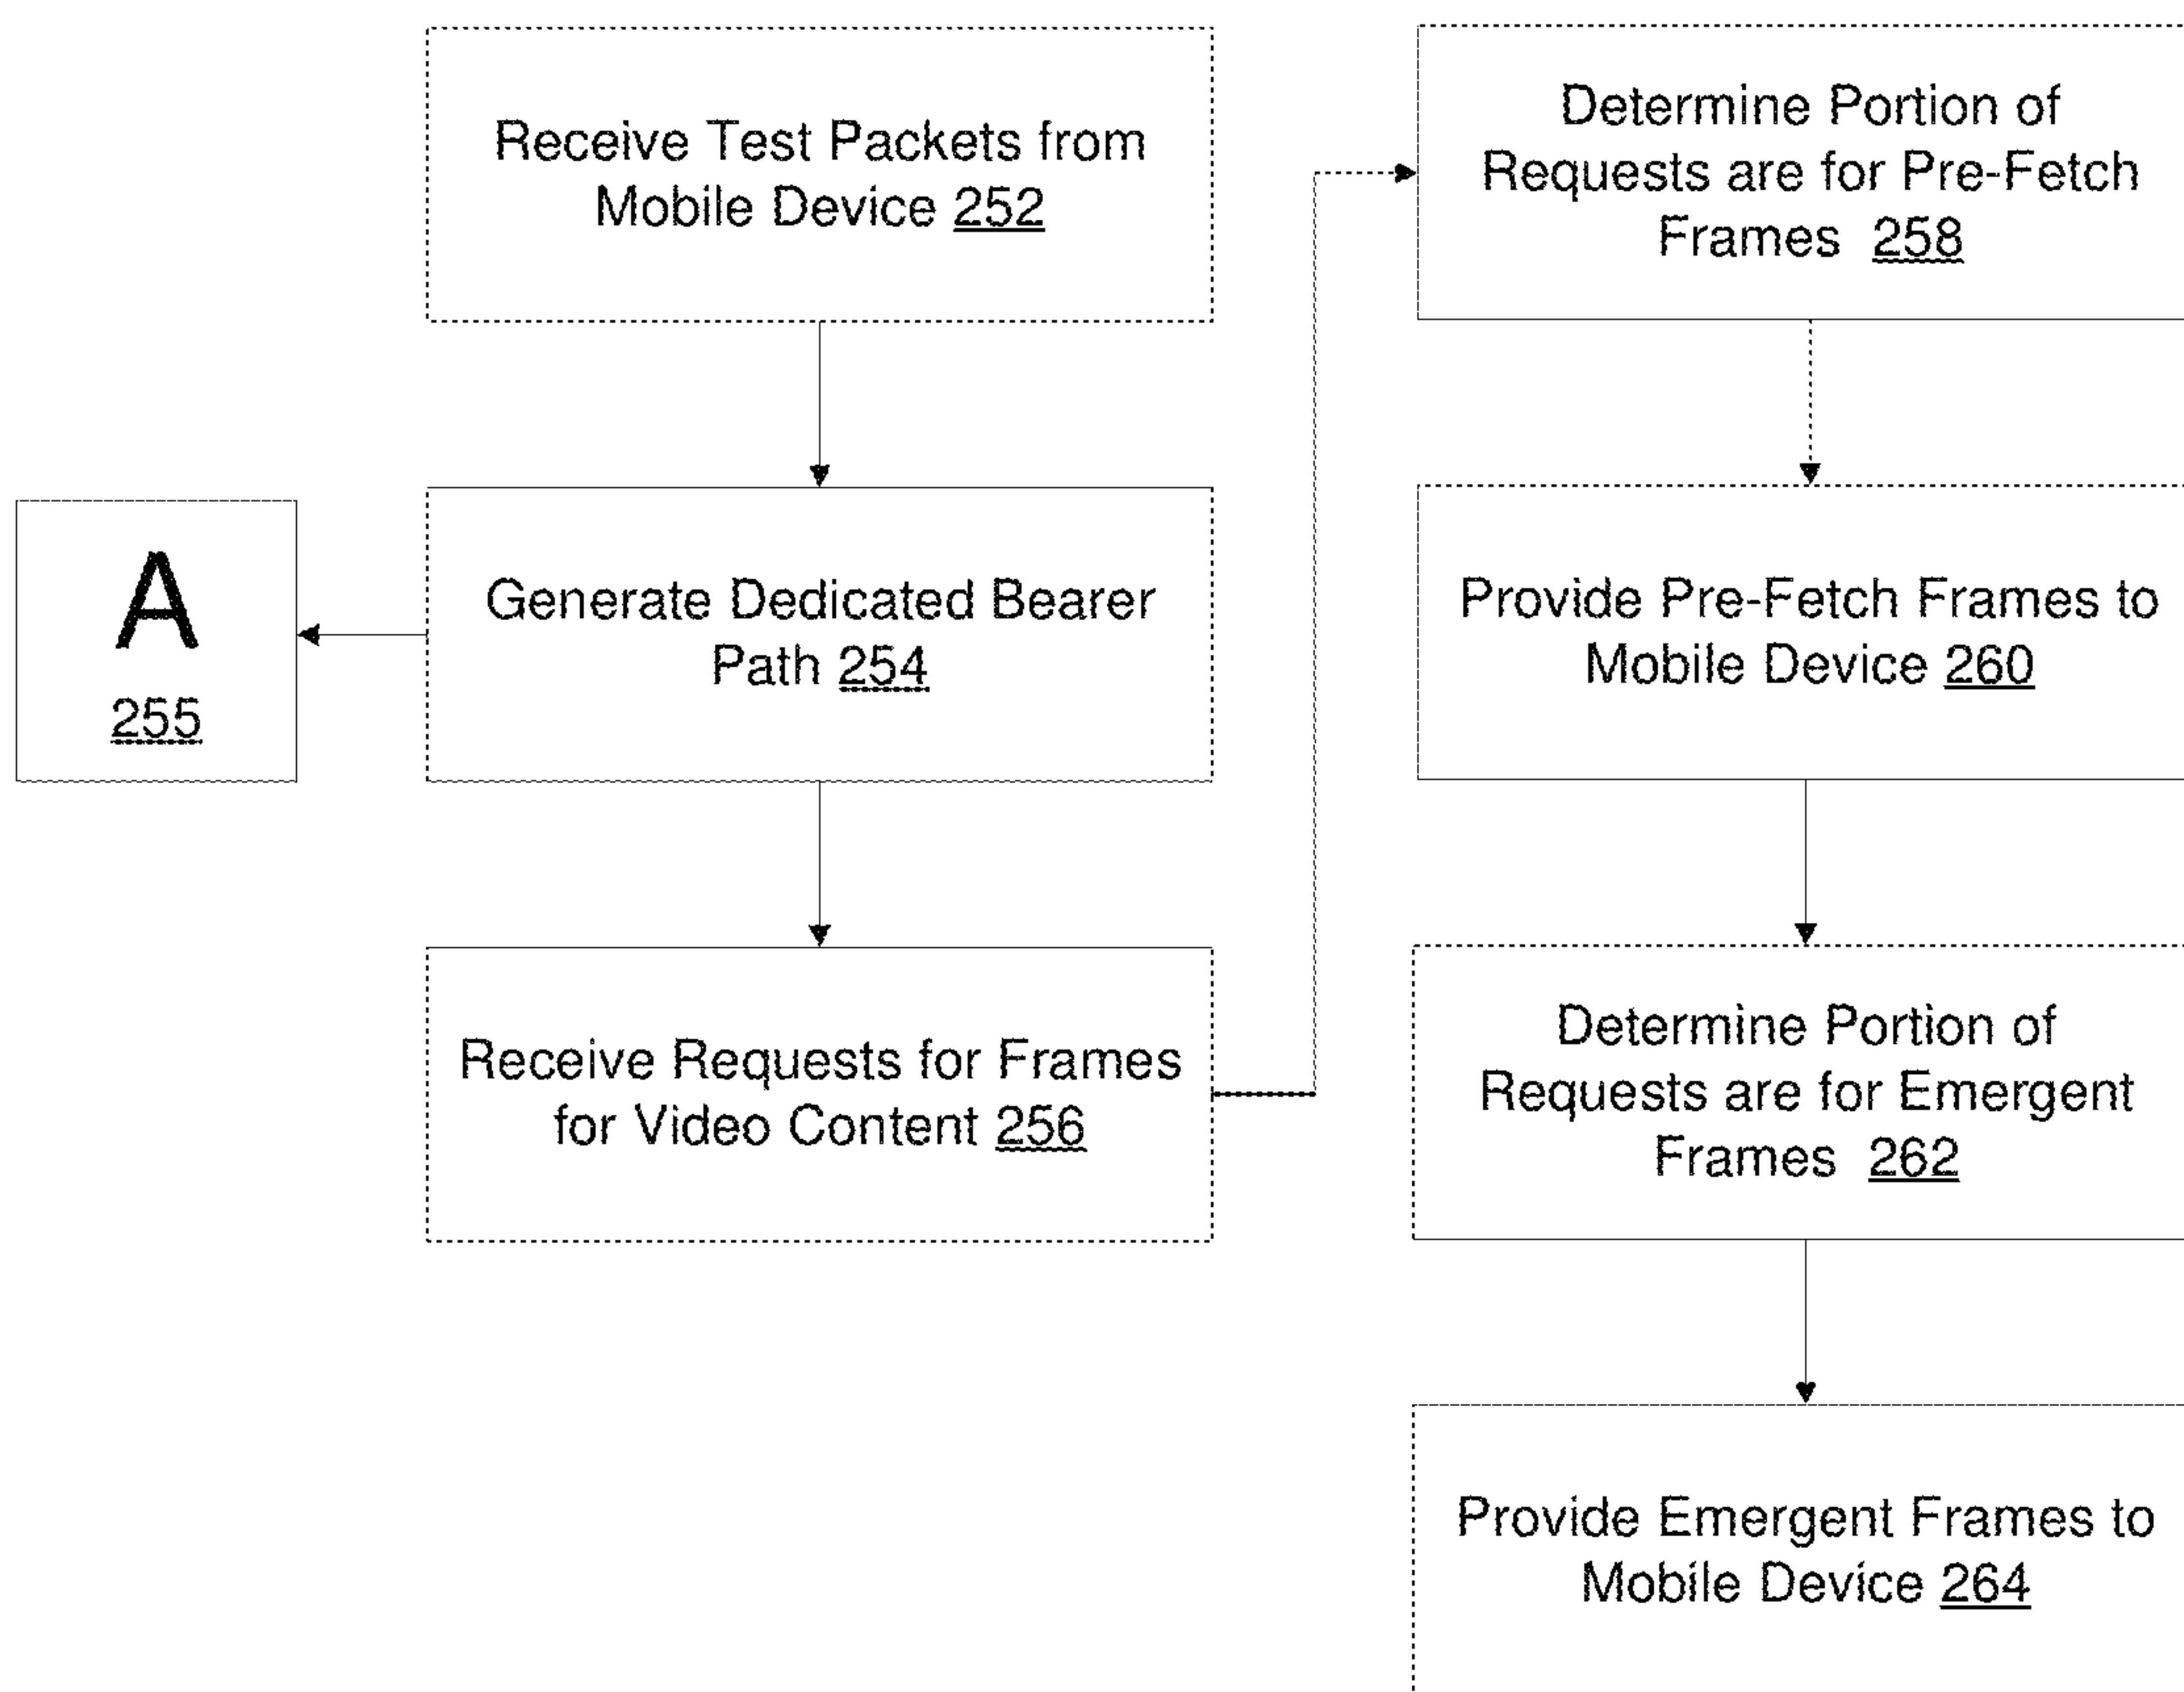 Receive Test Packets from
Mobile Device 252
A
255
Generate Dedicated Bearer
Path 254
Receive Requests for Frames
for Video Content 256
Determine Portion of
Requests are for Pre-Fetch
Frames 258
Provide Pre-Fetch Frames to
Mobile Device 260
Determine Portion of
Requests are for Emergent
Frames 262
Provide Emergent Frames to
Mobile Device 264